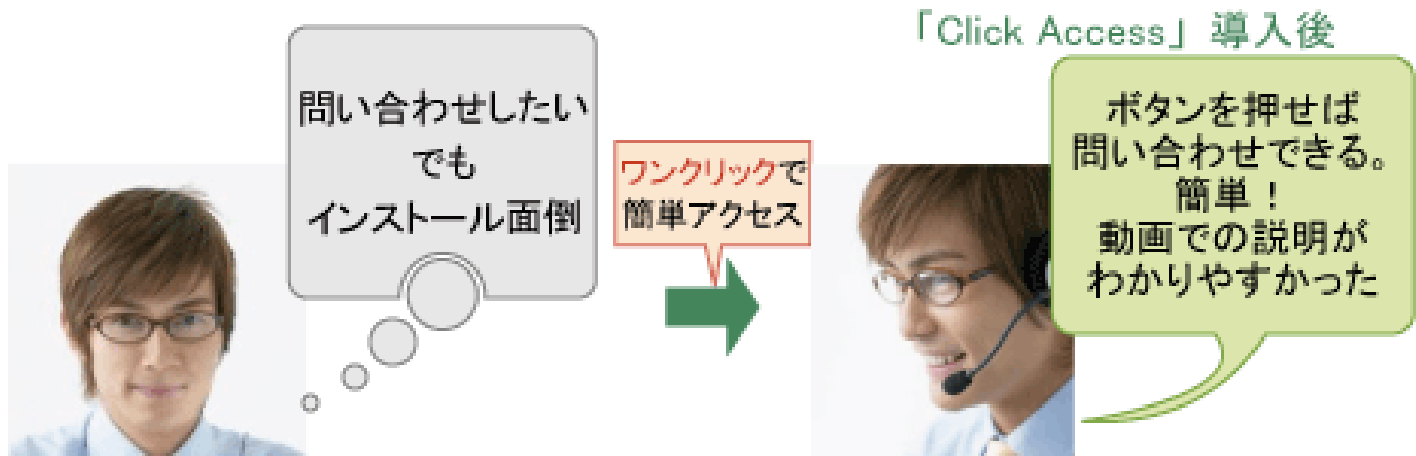 問い合わせしたい
でも
インストール面倒
ワンクリックで
簡単アクセス
「Click Access」導入後
ボタンを押せば
問い合わせできる。
簡単！
動画での説明が
わかりやすかった